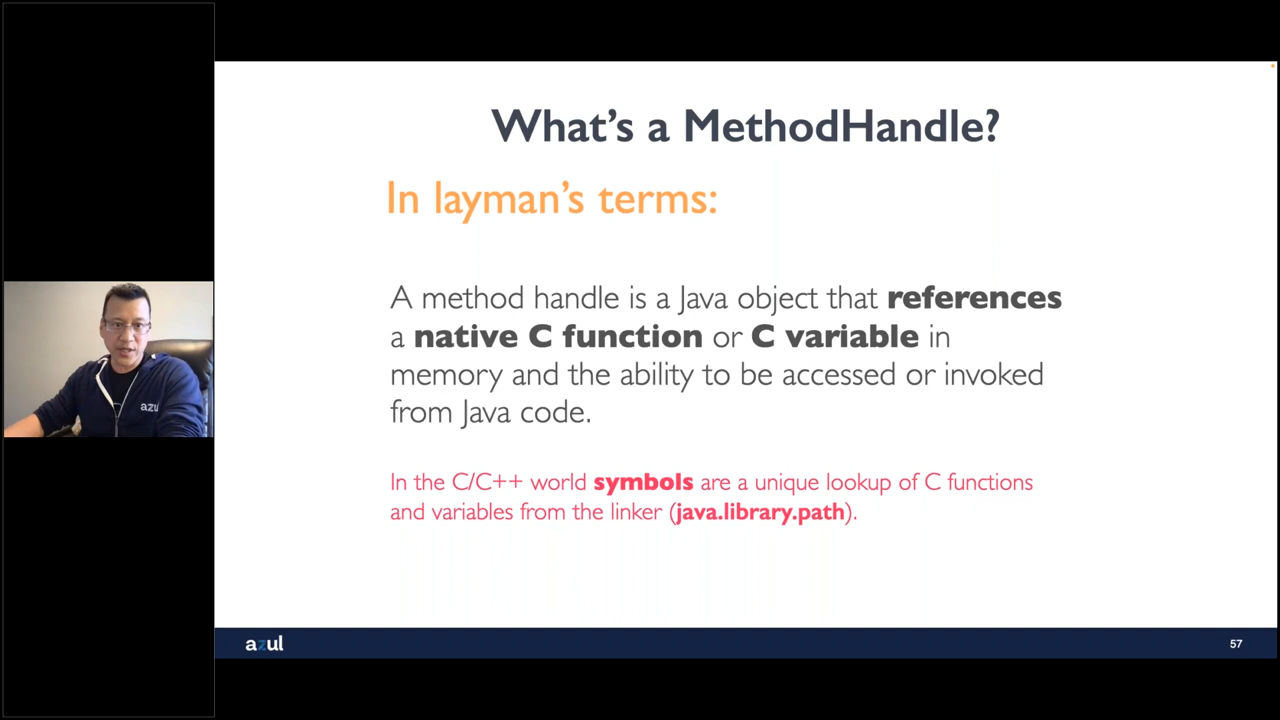 What's a MethodHandle?
In layman's terms:
A method handle is a Java object that references
a native C function or C variable in
memory and the ability to be accessed or invoked
from Java code.
In the C/C++ world symbols are a unique lookup of C functions
and variables from the linker (java.library.path).
azul
azul
57